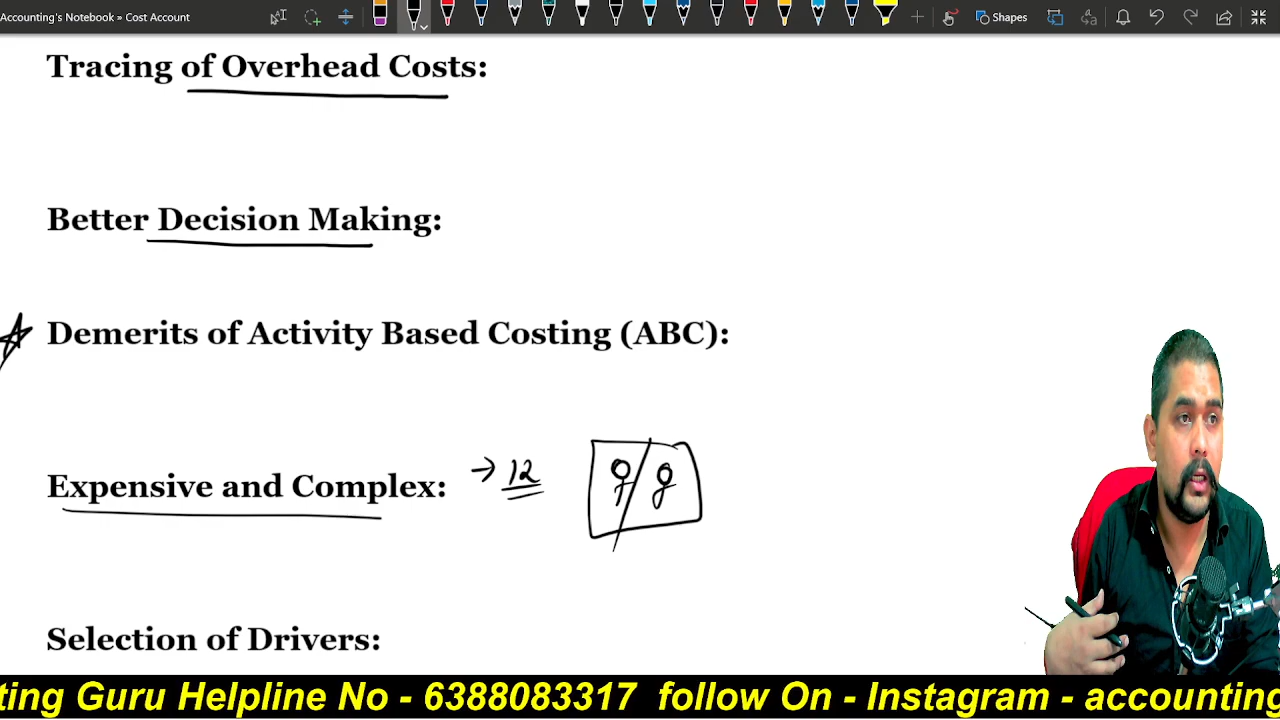 Accounting's Notebook » Cost Account
Shapes
Tracing of Overhead Costs:
Better Decision Making:
Demerits of Activity Based Costing (ABC):
Expensive and Complex: → 12
Selection of Drivers:
ting Guru Helpline No - 6388083317 follow On - Instagram - accounting